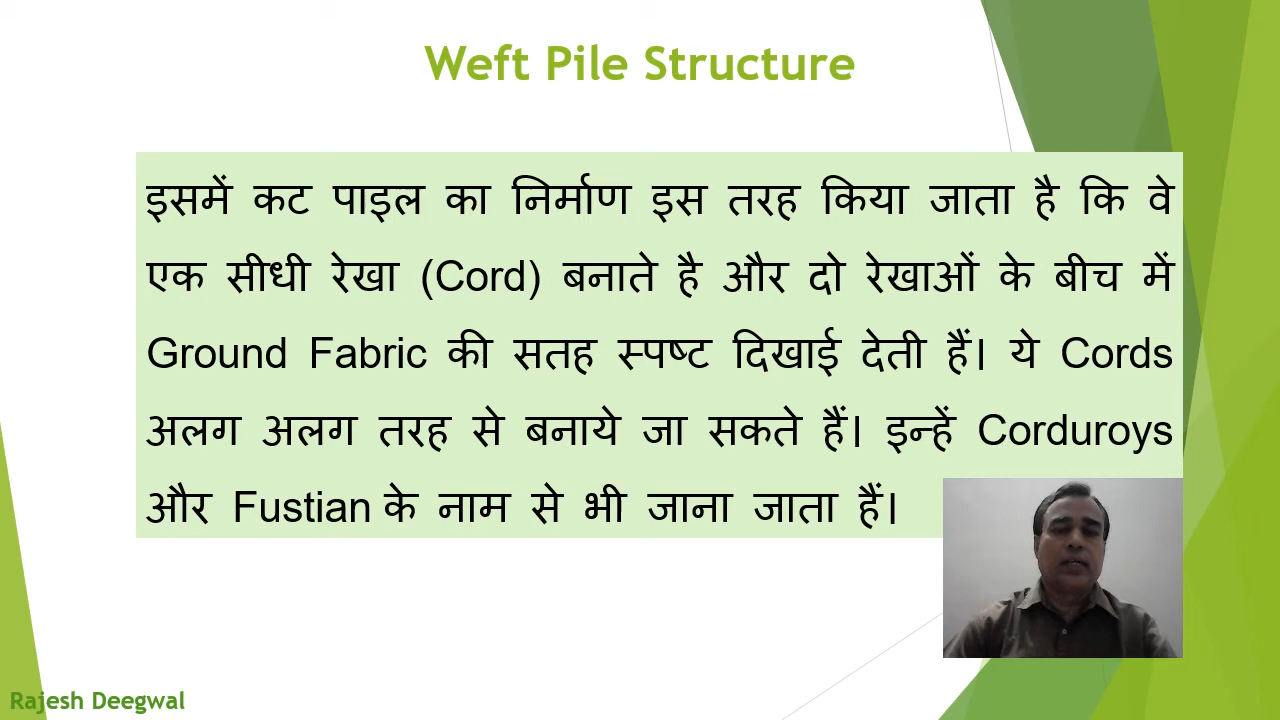 Weft Pile Structure
इसमें कट पाइल का निर्माण इस तरह किया जाता है कि वे
एक सीधी रेखा (Cord) बनाते है और दो रेखाओं के बीच में
Ground Fabric की सतह स्पष्ट दिखाई देती हैं। ये Cords
अलग अलग तरह से बनाये जा सकते हैं। इन्हें Corduroys
और Fustian के नाम से भी जाना जाता हैं।
Rajesh Deegwal